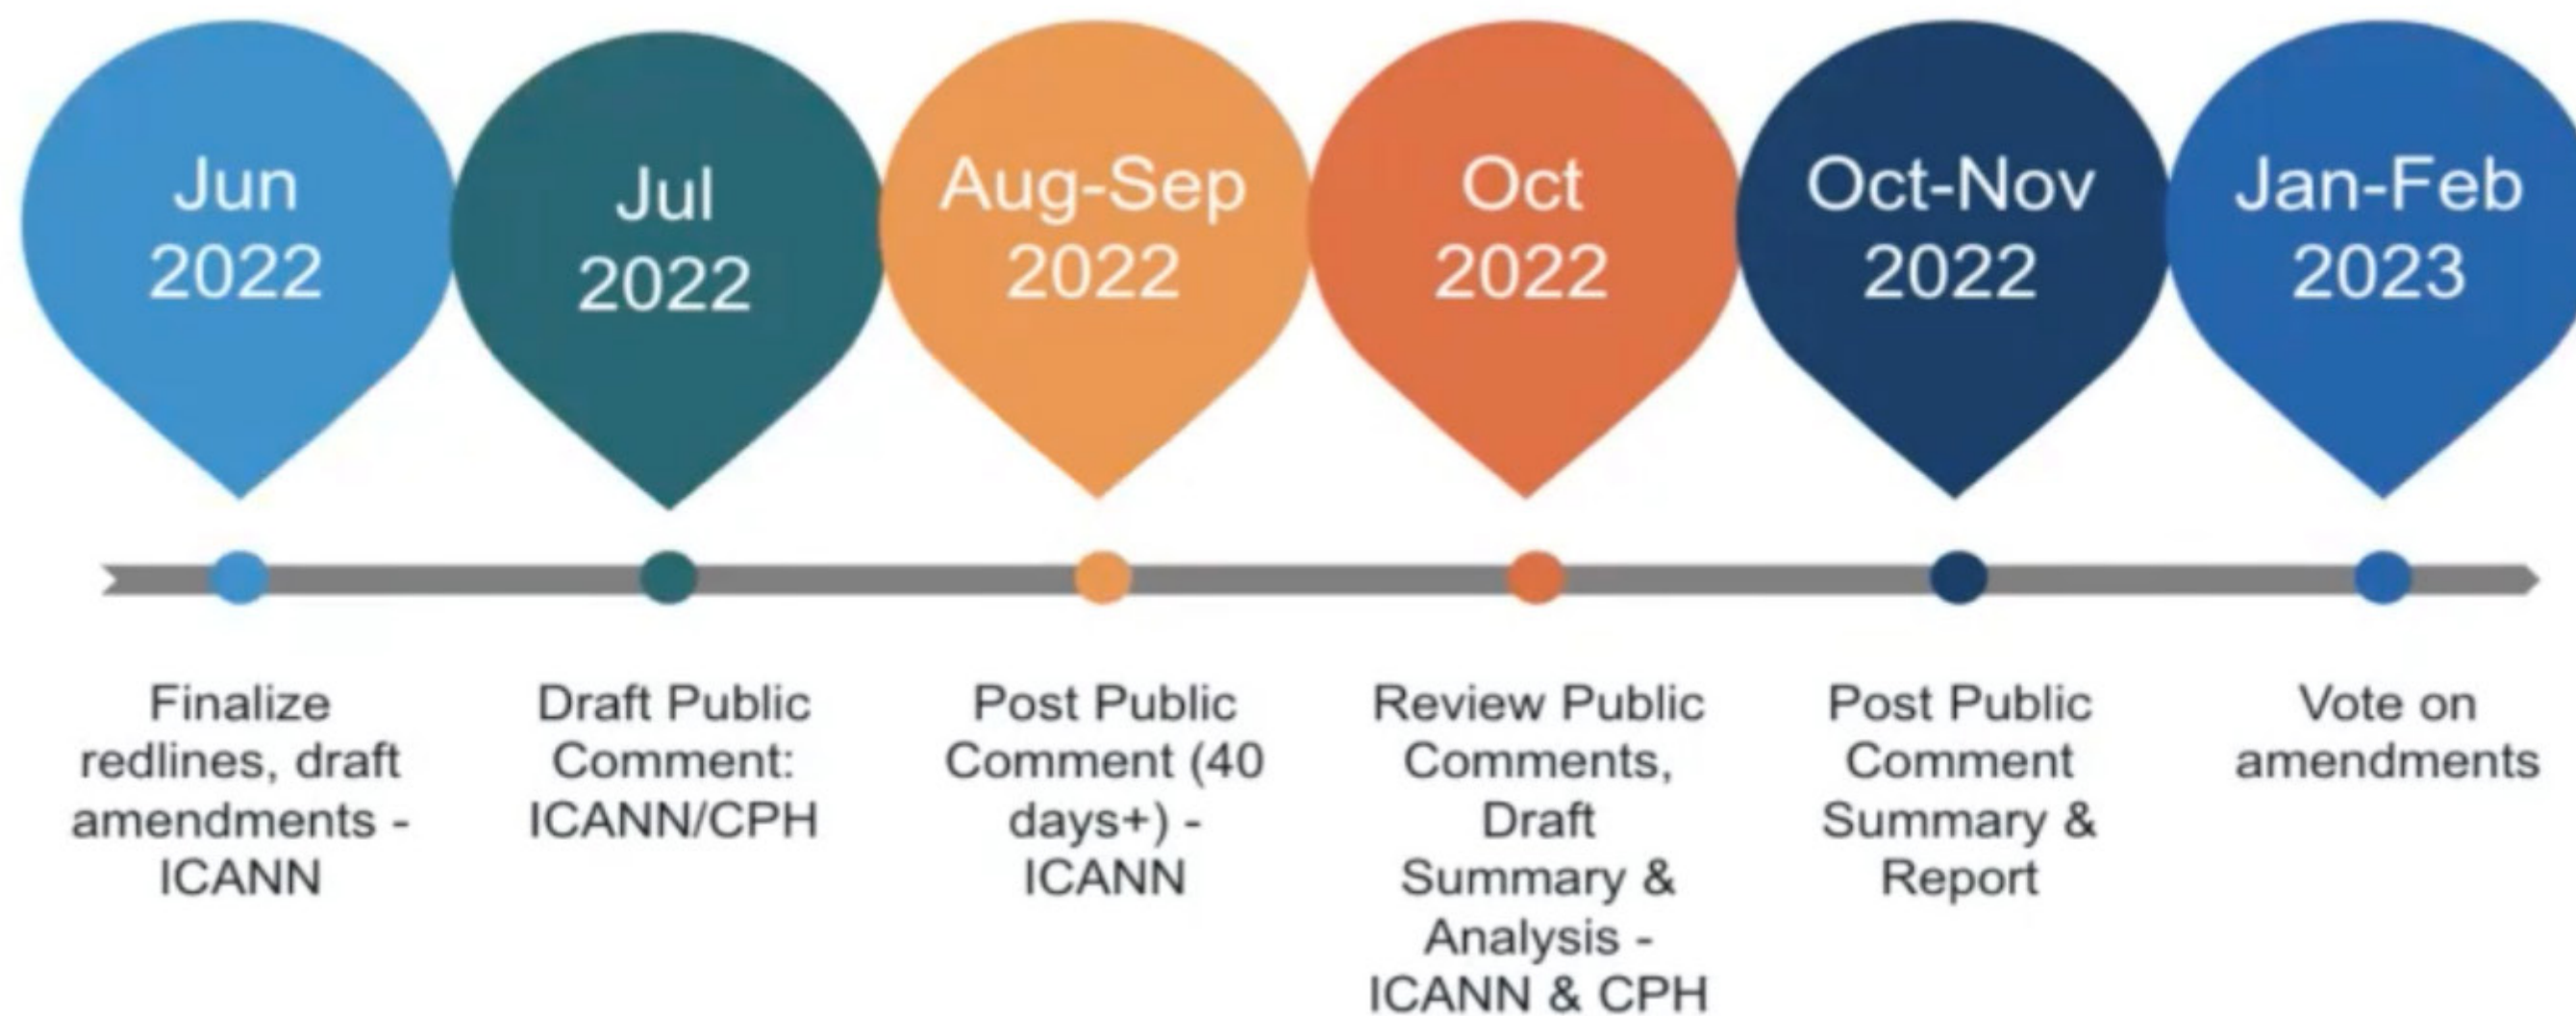 Jun
2022
Jul
2022
Aug-Sep
2022
Oct
2022
Oct-Nov
2022
Jan-Feb
2023
Finalize
redlines, draft
amendments -
ICANN
Draft Public
Comment:
ICANN/CPH
Post Public
Comment (40
days+) -
ICANN
Review Public
Comments,
Draft
Summary &
Analysis -
ICANN & CPH
Post Public
Comment
Summary &
Report
Vote on
amendments